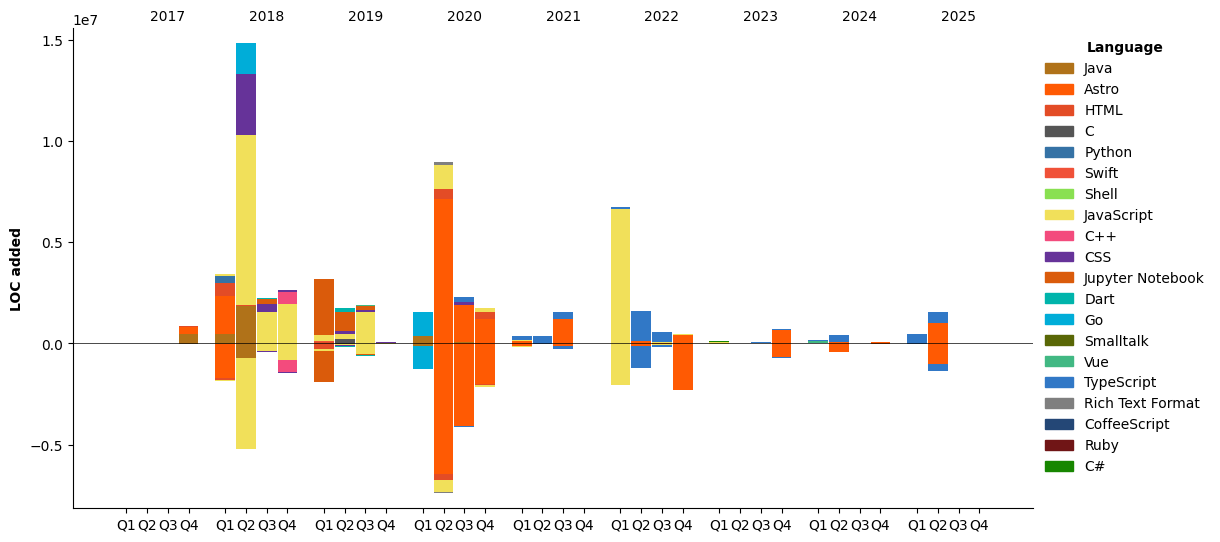 1e7
2017 2018 2019 2020 2021 2022 2023 2024 2025
1.5
1.0
0.5
0.0
−0.5
LOC added
Q1 Q2 Q3 Q4 Q1 Q2 Q3 Q4 Q1 Q2 Q3 Q4 Q1 Q2 Q3 Q4 Q1 Q2 Q3 Q4 Q1 Q2 Q3 Q4 Q1 Q2 Q3 Q4 Q1 Q2 Q3 Q4 Q1 Q2 Q3 Q4
Language
Java
Astro
HTML
C
Python
Swift
Shell
JavaScript
C++
CSS
Jupyter Notebook
Dart
Go
Smalltalk
Vue
TypeScript
Rich Text Format
CoffeeScript
Ruby
C#